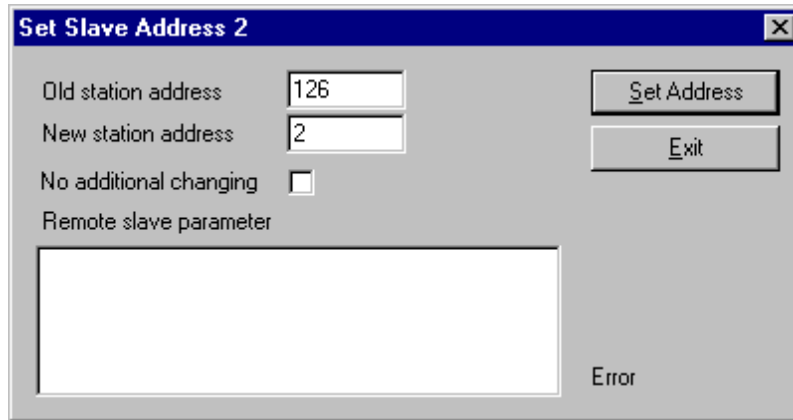 Set Slave Address 2
Old station address 126
Set Address
New station address 2
Exit
No additional changing
Remote slave parameter
Error